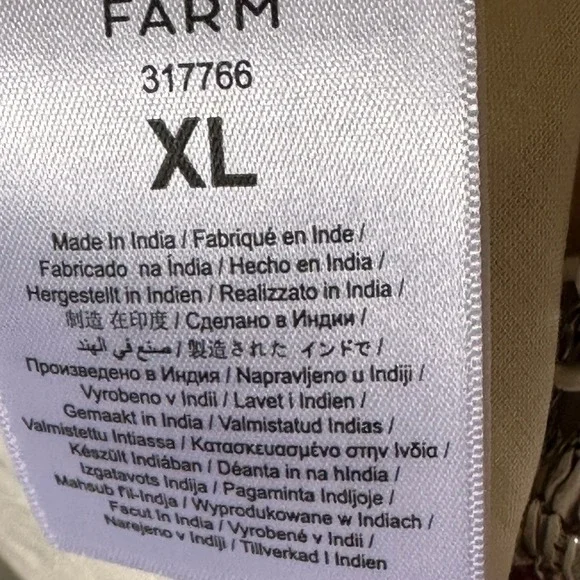 FARM
317766
XL
Made In India / Fabriqué en Inde /
Fabricado na Índia / Hecho en India /
Hergestellt in Indien / Realizzato in India /
制造 在印度 / Сделано в Индии /
صنع في الهند / 製造された インドで /
Произведено в Индия / Napravljeno u Indiji /
Vyrobeno v Indii / Lavet i Indien /
Gemaakt in India / Valmistatud Indias /
Valmistettu Intiassa / Κατασκευασμένο στην Ινδία /
Készült Indiában / Déanta in na hIndia /
Izgatavots Indija / Pagaminta Indijoje /
Mahsub fil-Indja / Wyprodukowane w Indiach /
Facut In India / Vyrobené v Indii /
Narejeno v Indiji / Tillverkad I Indien